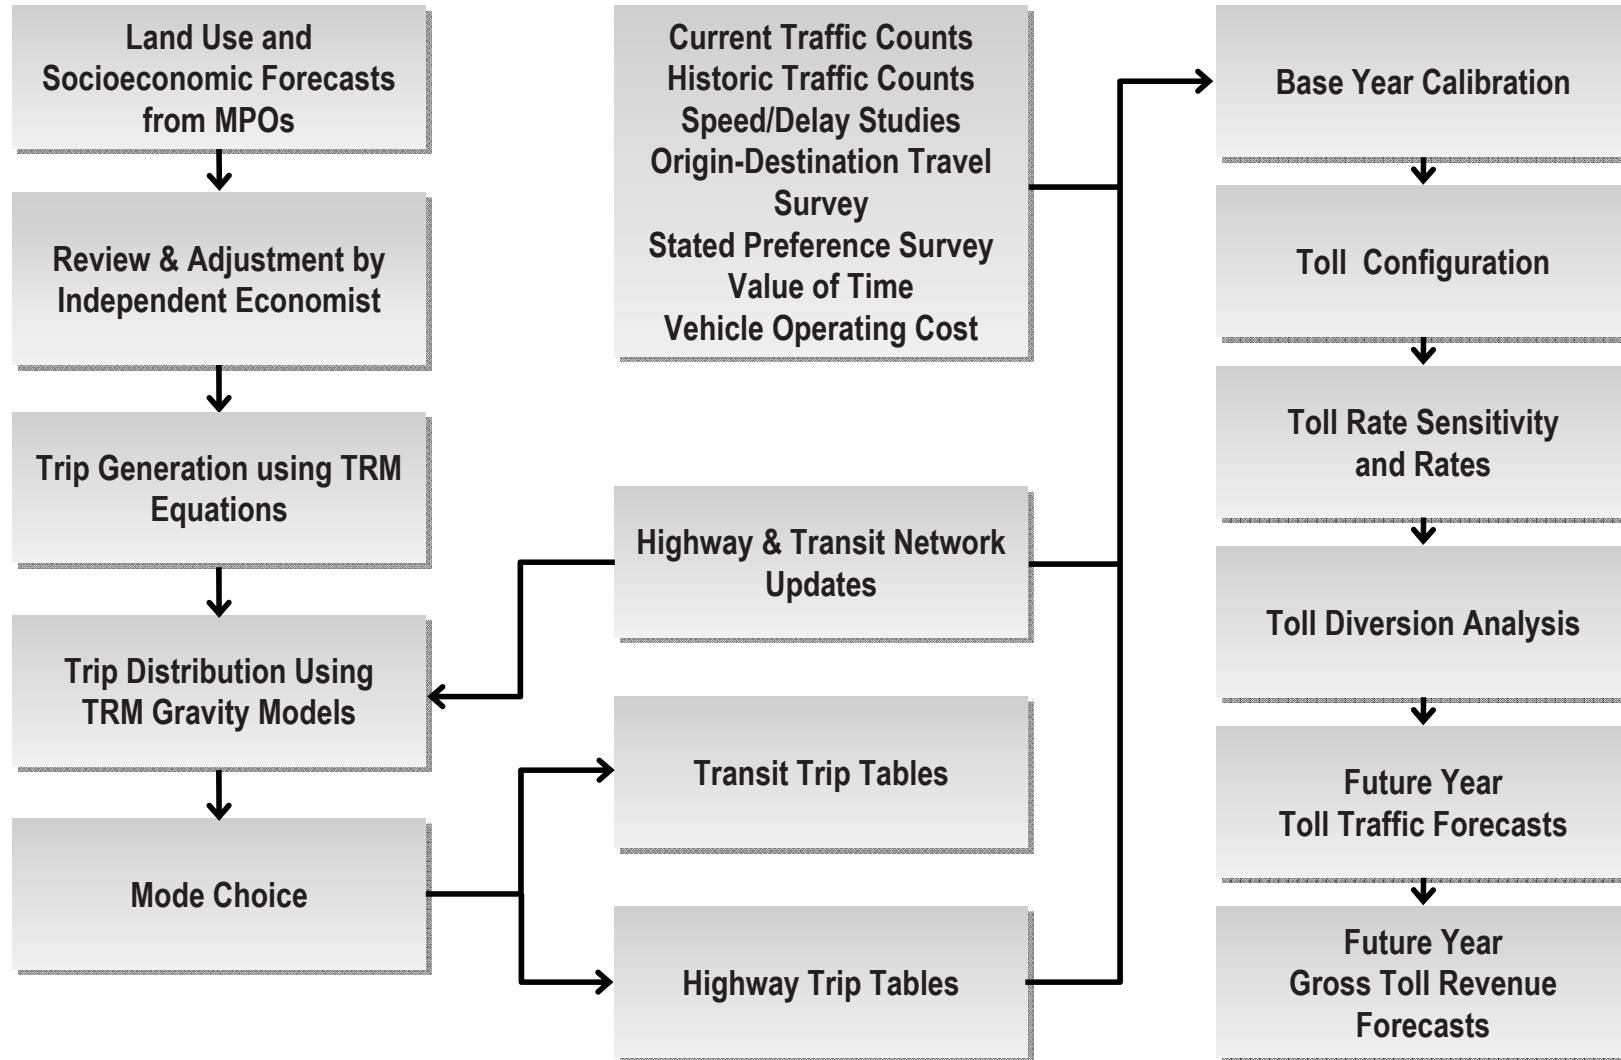 Land Use and
Socioeconomic Forecasts
from MPOs
Review & Adjustment by
Independent Economist
Trip Generation using TRM
Equations
Trip Distribution Using
TRM Gravity Models
Mode Choice
Current Traffic Counts
Historic Traffic Counts
Speed/Delay Studies
Origin-Destination Travel
Survey
Stated Preference Survey
Value of Time
Vehicle Operating Cost
Highway & Transit Network
Updates
Transit Trip Tables
Highway Trip Tables
Base Year Calibration
Toll  Configuration
Toll Rate Sensitivity
and Rates
Toll Diversion Analysis
Future Year
Toll Traffic Forecasts
Future Year
Gross Toll Revenue
Forecasts